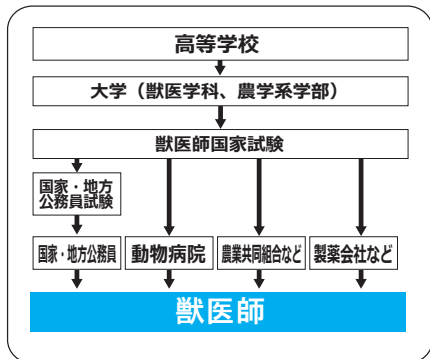 高等学校
大学（獣医学科、農学系学部）
獣医師国家試験
国家・地方
公務員試験
国家・地方公務員
動物病院
農業共同組合など
製薬会社など
獣医師